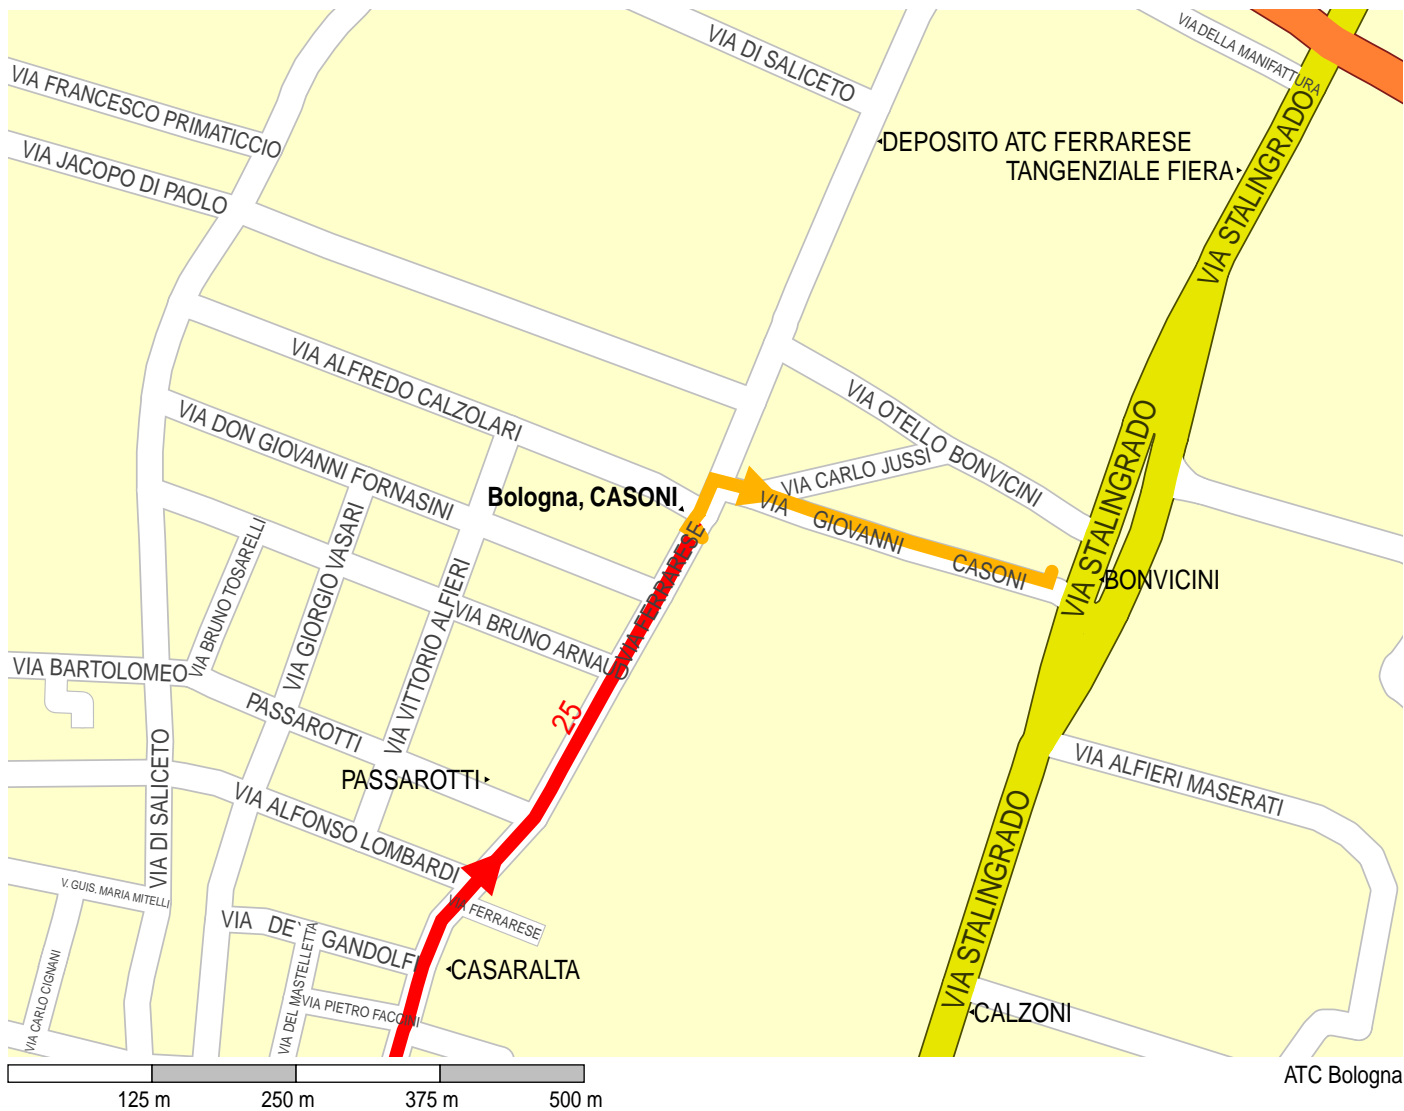 VIA DELLA MANIFATTURA
VIA DI SALICETO
VIA FRANCESCO PRIMATICCIO
VIA JACOPO DI PAOLO
DEPOSITO ATC FERRARESE
TANGENZIALE FIERA
VIA STALINGRADO
VIA ALFREDO CALZOLARI
VIA OTELLO BONVICINI
VIA DON GIOVANNI FORNASINI
VIA CARLO JUSSI
Bologna, CASONI
VIA GIOVANNI CASONI
VIA STALINGRADO
BONVICINI
VIA BRUNO TOSARELLI
VIA GIORGIO VASARI
VIA VITTORIO ALFIERI
VIA FERRARESE
VIA BRUNO ARNAUD
VIA BARTOLOMEO
PASSAROTTI
25
VIA DI SALICETO
PASSAROTTI
VIA ALFIERI MASERATI
VIA ALFONSO LOMBARDI
VIA STALINGRADO
V. GUIS. MARIA MITELLI
VIA FERRARESE
VIA DE' GANDOLFI
VIA CARLO CIGNANI
VIA DEL MASTELLETTA
CASARALTA
VIA PIETRO FACCINI
CALZONI
ATC Bologna
125 m 250 m 375 m 500 m